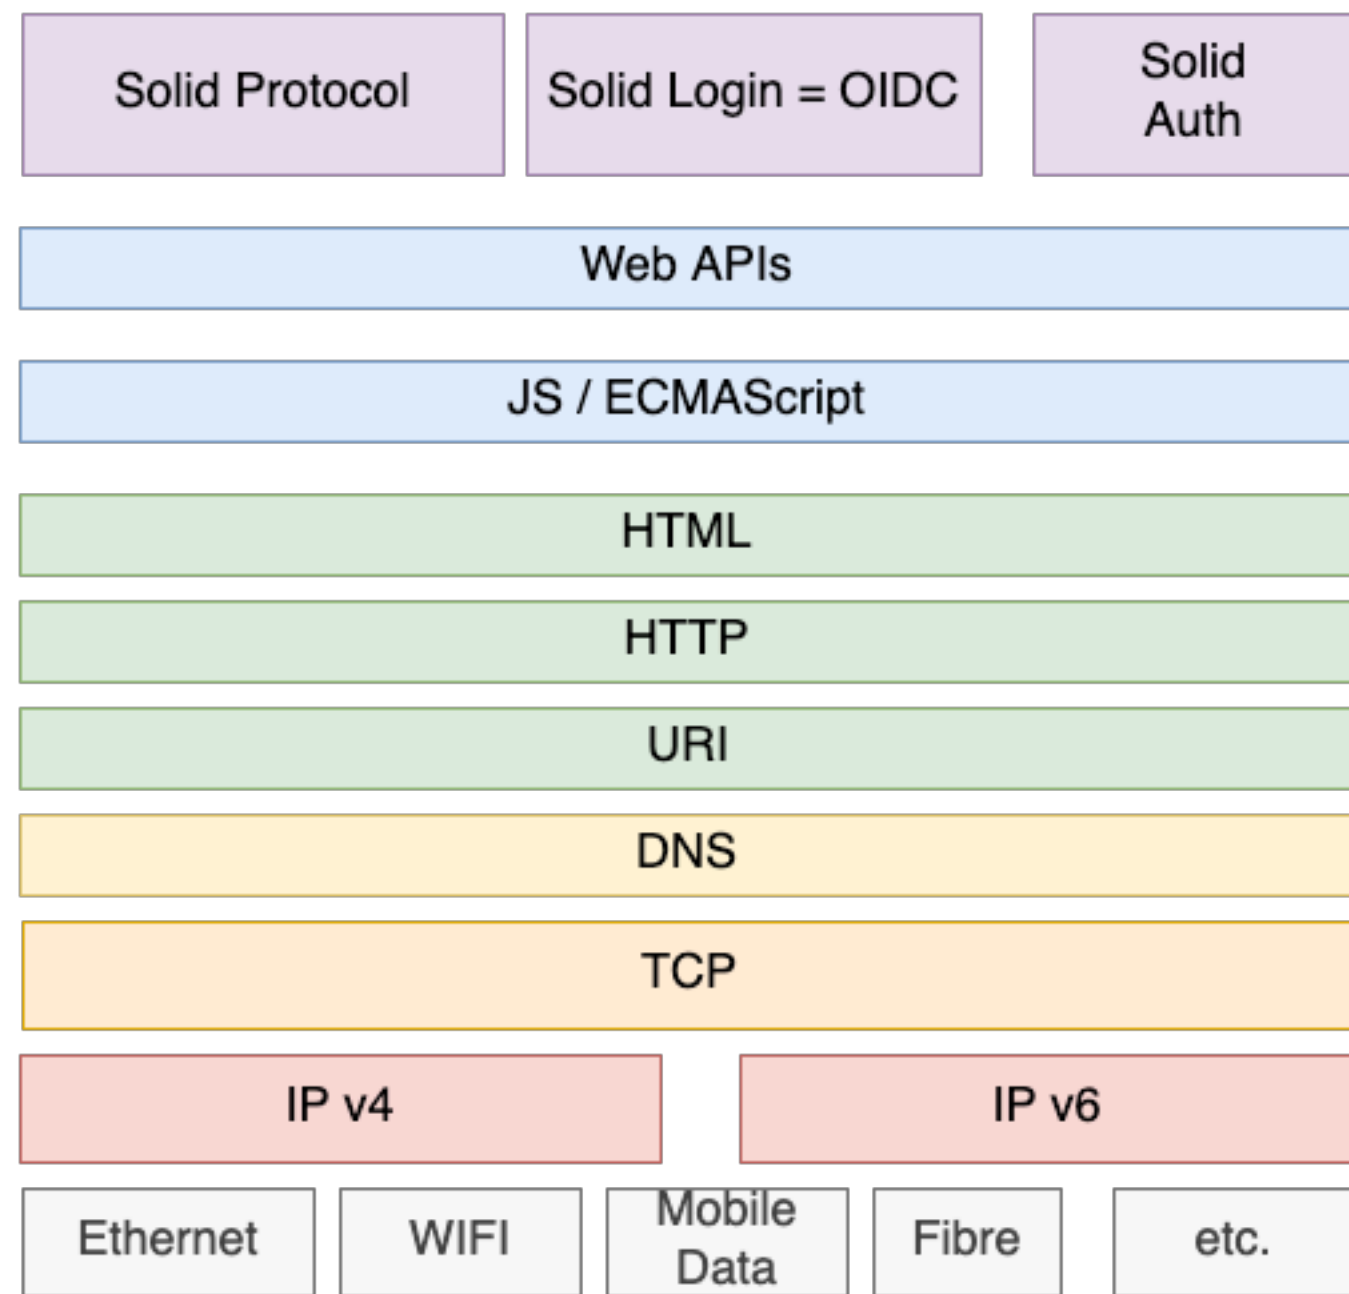 Solid Protocol
Solid Login = OIDC
Solid
Auth
Web APIs
JS / ECMAScript
HTML
HTTP
URI
DNS
TCP
IP v4
IP v6
Ethernet
WIFI
Mobile
Data
Fibre
etc.